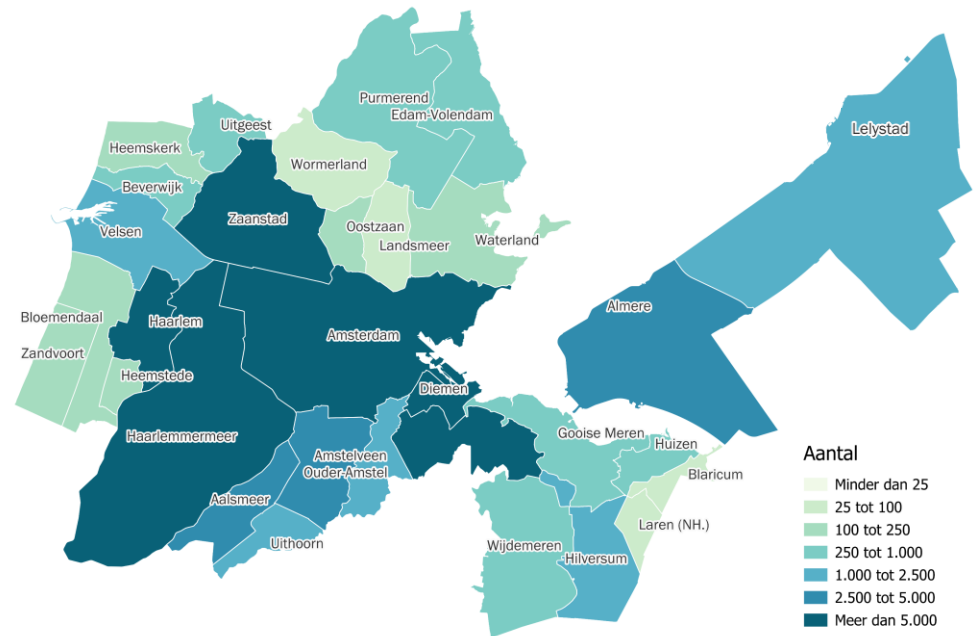 Purmerend
Edam-Volendam
Lelystad
Uitgeest
Heemskerk
Wormerland
Beverwijk
Zaanstad
Oostzaan
Velsen
Landsmeer
Waterland
Almere
Bloemendaal
Haarlem
Amsterdam
Zandvoort
Heemstede
Diemen
Haarlemmermeer
Gooise Meren
Huizen
Amstelveen
Ouder-Amstel
Blaricum
Aalsmeer
Laren (NH.)
Uithoorn
Wijdemeren
Hilversum
Aantal
Minder dan 25
25 tot 100
100 tot 250
250 tot 1.000
1.000 tot 2.500
2.500 tot 5.000
Meer dan 5.000